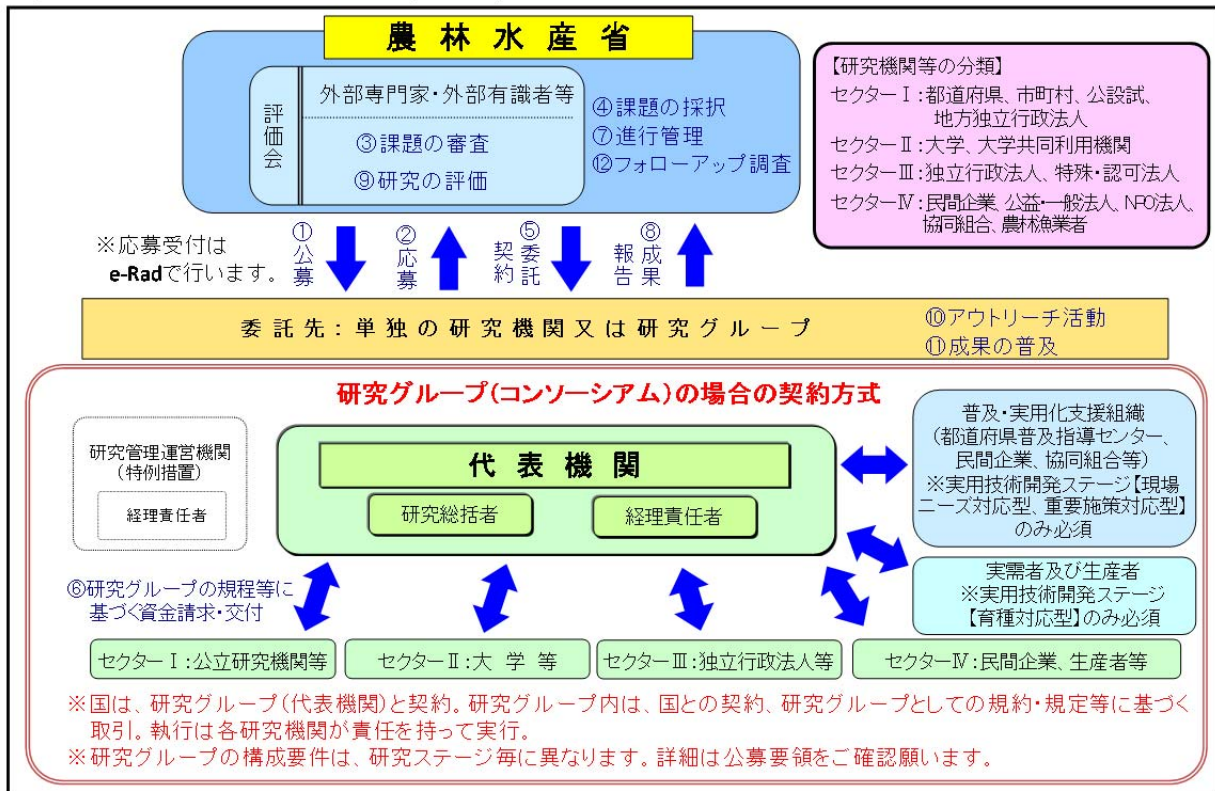 農林水産省
評価会
外部専門家・外部有識者等
③課題の審査
⑨研究の評価
④課題の採択
⑦進行管理
⑫フォローアップ調査
【研究機関等の分類】
セクターⅠ:都道府県、市町村、公設試、
地方独立行政法人
セクターⅡ:大学、大学共同利用機関
セクターⅢ:独立行政法人、特殊・認可法人
セクターⅣ:民間企業、公益・一般法人、NPO法人、
協同組合、農林漁業者
※応募受付は
e-Radで行います。
①公募
②応募
⑤委託
契約
⑧成果
報告
委託先:単独の研究機関又は研究グループ
⑩アウトリーチ活動
⑪成果の普及
研究グループ(コンソーシアム)の場合の契約方式
研究管理運営機関
(特例措置)
経理責任者
代表機関
研究総括者
経理責任者
普及・実用化支援組織
(都道府県普及指導センター、
民間企業、協同組合等)
※実用技術開発ステージ【現場
ニーズ対応型、重要施策対応型】
のみ必須
実需者及び生産者
※実用技術開発ステージ
【育種対応型】のみ必須
⑥研究グループの規程等に
基づく資金請求・交付
セクターⅠ:公立研究機関等
セクターⅡ:大学等
セクターⅢ:独立行政法人等
セクターⅣ:民間企業、生産者等
※国は、研究グループ(代表機関)と契約。研究グループ内は、国との契約、研究グループとしての規約・規定等に基づく
取引。執行は各研究機関が責任を持って実行。
※研究グループの構成要件は、研究ステージ毎に異なります。詳細は公募要領をご確認願います。